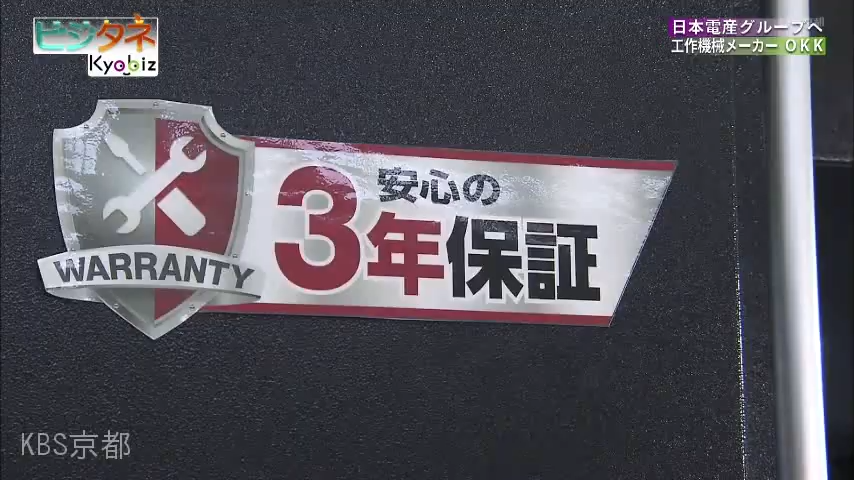 ビジタネ
Kyobiz
日本電産グループへ
工作機械メーカー OKK
安心の
3年保証
WARRANTY
KBS京都